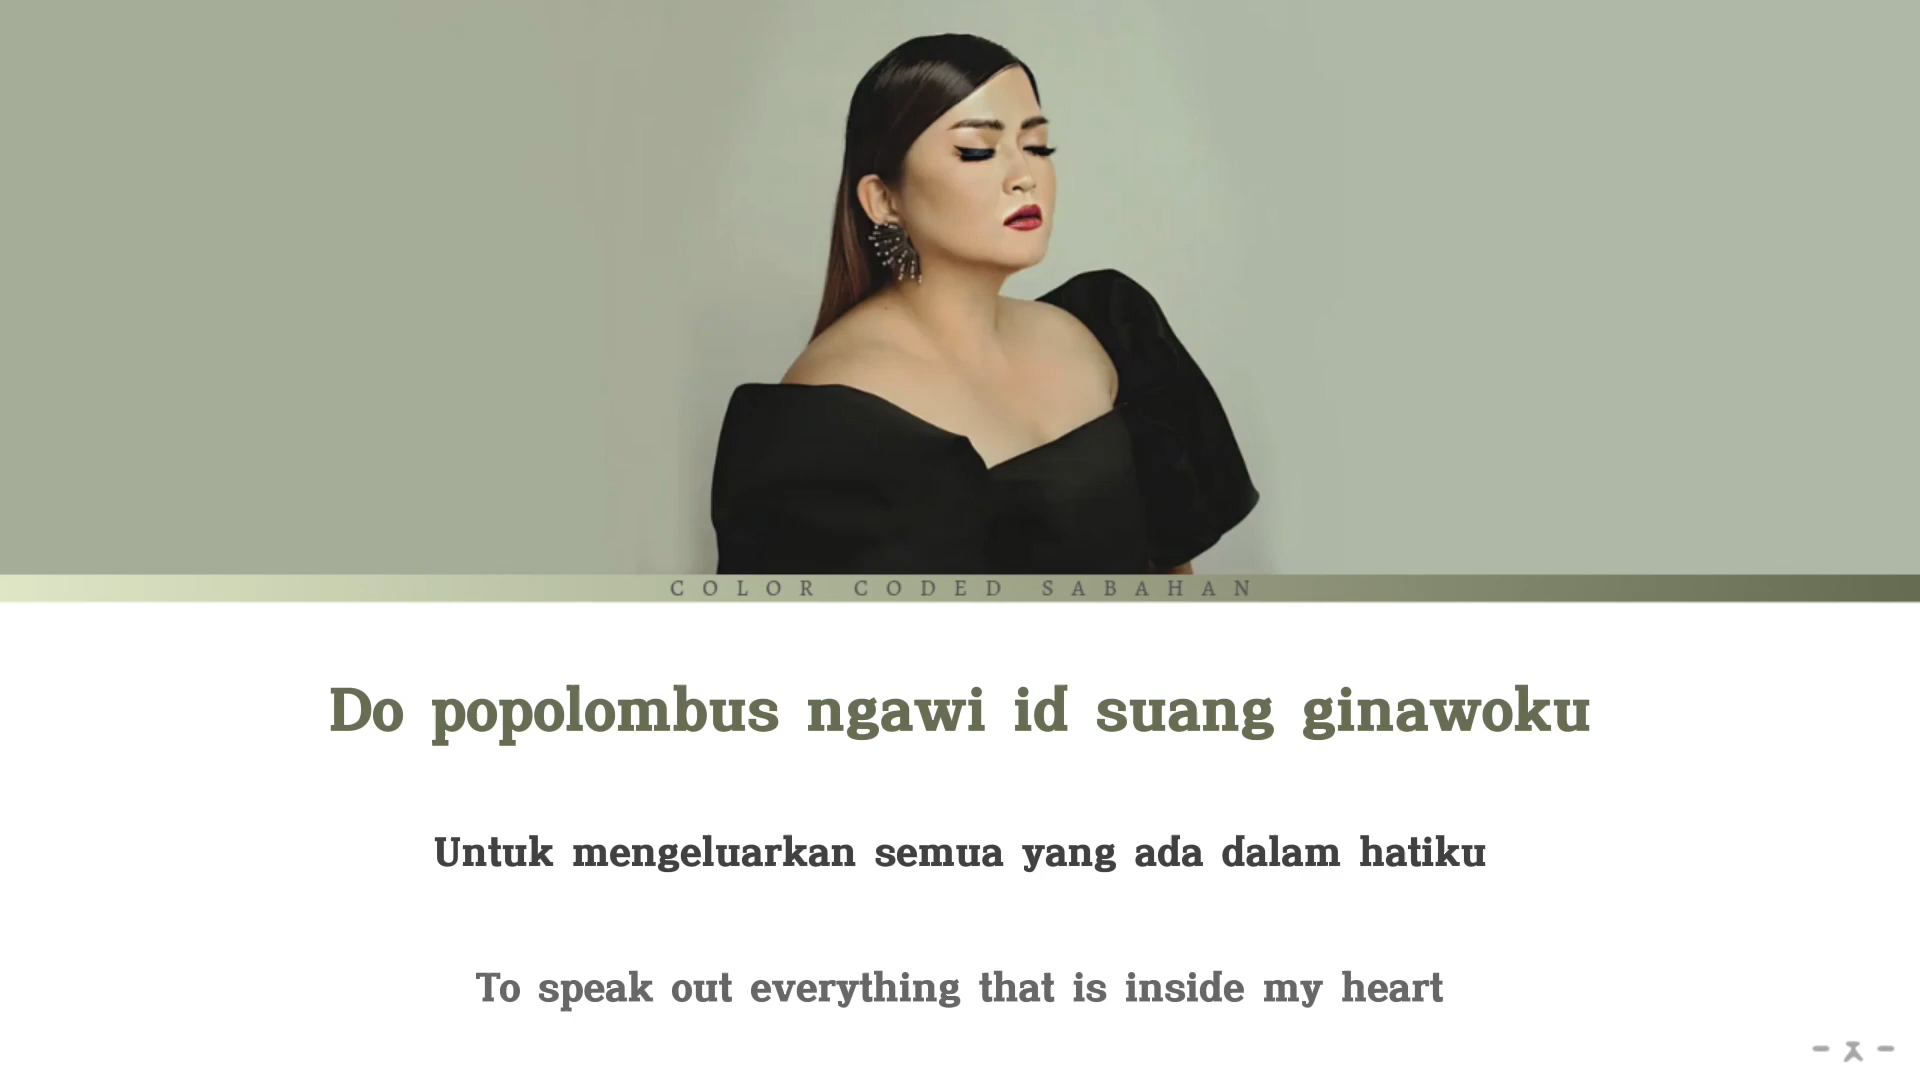 COLOR CODED SABAHAN
Do popolombus ngawi id suang ginawoku
Untuk mengeluarkan semua yang ada dalam hatiku
To speak out everything that is inside my heart